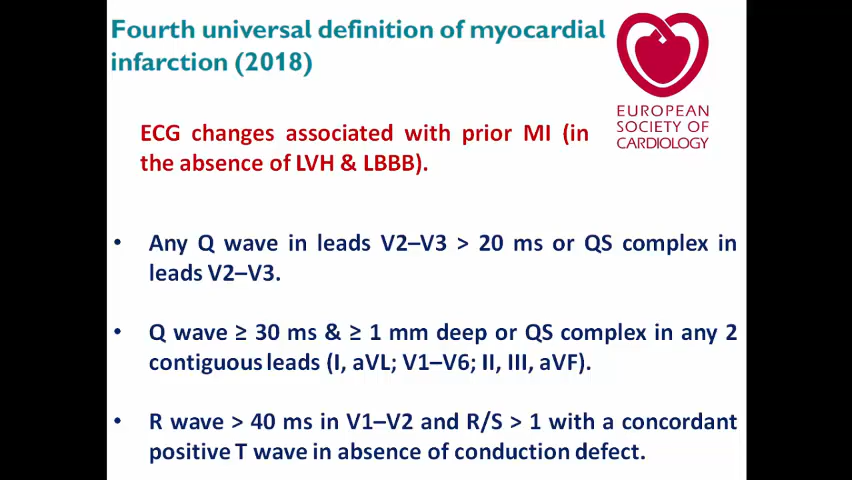 Fourth universal definition of myocardial
infarction (2018)
EUROPEAN
SOCIETY OF
CARDIOLOGY
ECG changes associated with prior MI (in
the absence of LVH & LBBB).
• Any Q wave in leads V2–V3 > 20 ms or QS complex in
leads V2–V3.
• Q wave ≥ 30 ms & ≥ 1 mm deep or QS complex in any 2
contiguous leads (I, aVL; V1–V6; II, III, aVF).
• R wave > 40 ms in V1–V2 and R/S > 1 with a concordant
positive T wave in absence of conduction defect.